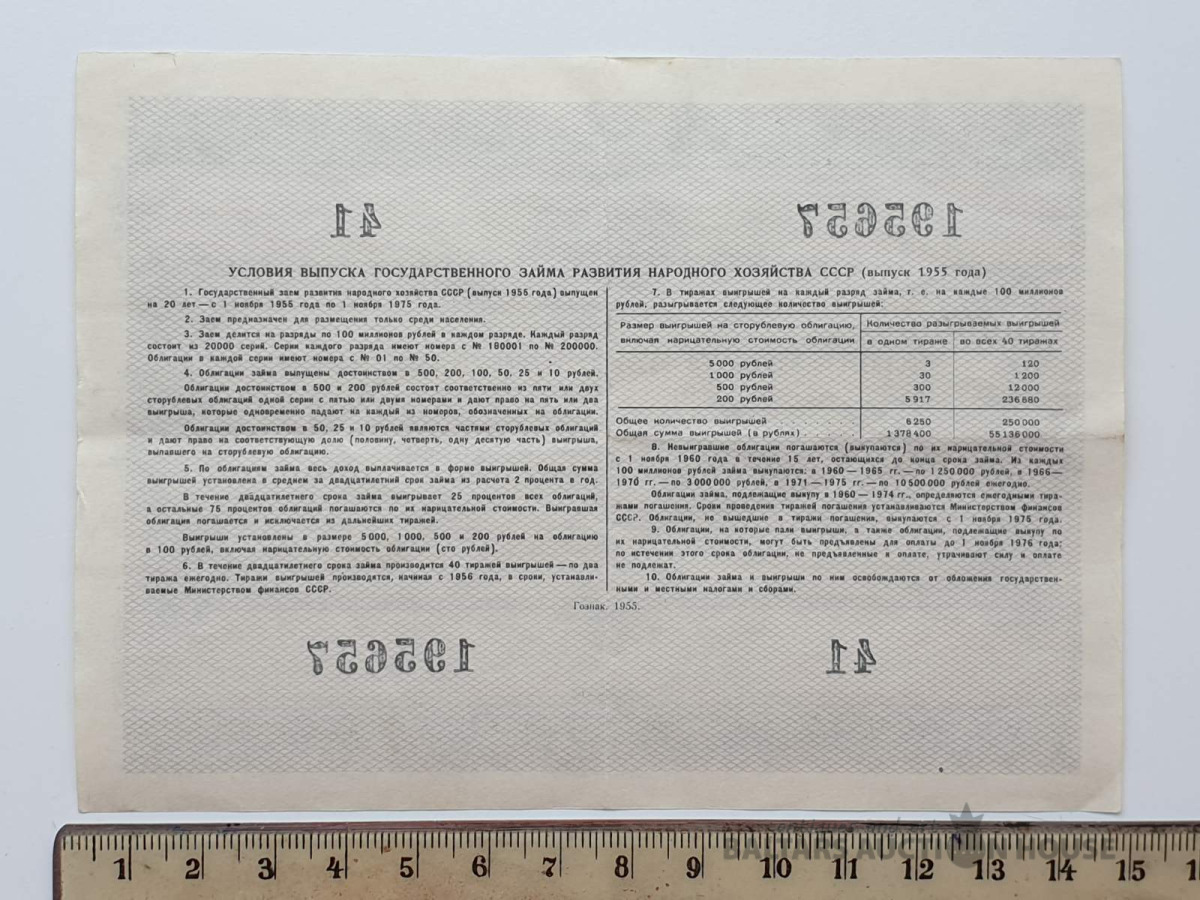 41 195657
УСЛОВИЯ ВЫПУСКА ГОСУДАРСТВЕННОГО ЗАЙМА РАЗВИТИЯ НАРОДНОГО ХОЗЯЙСТВА СССР (выпуск 1955 года)
1. Государственный заем развития народного хозяйства СССР (выпуск 1955 года) выпущен
на 20 лет — с 1 ноября 1955 года по 1 ноября 1975 года.
2. Заем предназначен для размещения только среди населения.
3. Заем делится на разряды по 100 миллионов рублей в каждом разряде. Каждый разряд
состоит из 20000 серий. Серии каждого разряда имеют номера с № 180001 по № 200000.
Облигации в каждой серии имеют номера с № 01 по № 50.
4. Облигации займа выпущены достоинством в 500, 200, 100, 50, 25 и 10 рублей.
Облигации достоинством в 500 и 200 рублей состоят соответственно из пяти или двух
сторублевых облигаций одной серии с пятью или двумя номерами и дают право на пять или два
выигрыша, которые одновременно падают на каждый из номеров, обозначенных на облигации.
Облигации достоинством в 50, 25 и 10 рублей являются частями сторублевых облигаций
и дают право на соответствующую долю (половину, четверть, одну десятую часть) выигрыша,
выпавшего на сторублевую облигацию.
5. По облигациям займа весь доход выплачивается в форме выигрышей. Общая сумма
выигрышей установлена в среднем за двадцатилетний срок займа из расчета 2 процента в год.
В течение двадцатилетнего срока займа выигрывает 25 процентов всех облигаций,
а остальные 75 процентов облигаций погашаются по их нарицательной стоимости. Выигравшая
облигация погашается и исключается из дальнейших тиражей.
Выигрыши установлены в размере 5000, 1000, 500 и 200 рублей на облигацию
в 100 рублей, включая нарицательную стоимость облигации (сто рублей).
6. В течение двадцатилетнего срока займа производится 40 тиражей выигрышей — по два
тиража ежегодно. Тиражи выигрышей производятся, начиная с 1956 года, в сроки, устанавли-
ваемые Министерством финансов СССР.
7. В тиражах выигрышей на каждый разряд займа, т. е. на каждые 100 миллионов
рублей, разыгрывается следующее количество выигрышей:
Размер выигрышей на сторублевую облигацию, Количество разыгрываемых выигрышей
включая нарицательную стоимость облигации в одном тираже во всех 40 тиражах
5000 рублей 3 120
1000 рублей 30 1200
500 рублей 300 12000
200 рублей 5917 236680
Общее количество выигрышей 6250 250000
Общая сумма выигрышей (в рублях) 1378400 55136000
8. Невыигравшие облигации погашаются (выкупаются) по их нарицательной стоимости
с 1 ноября 1960 года в течение 15 лет, остающихся до конца срока займа. Из каждых
100 миллионов рублей займа выкупаются: в 1960 — 1965 гг. — по 1250000 рублей, в 1966 —
1970 гг. — по 3000000 рублей, в 1971 — 1975 гг. — по 10500000 рублей ежегодно.
Облигации займа, подлежащие выкупу в 1960 — 1974 гг., определяются ежегодными тира-
жами погашения. Сроки проведения тиражей погашения устанавливаются Министерством финансов
СССР. Облигации, не вышедшие в тиражи погашения, выкупаются с 1 ноября 1975 года.
9. Облигации, на которые пали выигрыши, а также облигации, подлежащие выкупу по
их нарицательной стоимости, могут быть предъявлены для оплаты до 1 ноября 1976 года;
по истечении этого срока облигации, не предъявленные к оплате, утрачивают силу и оплате
не подлежат.
10. Облигации займа и выигрыши по ним освобождаются от обложения государствен-
ными и местными налогами и сборами.
Гознак. 1955.
195657 41
BALTARS AUCTION HOUSE
1 2 3 4 5 6 7 8 9 10 11 12 13 14 15